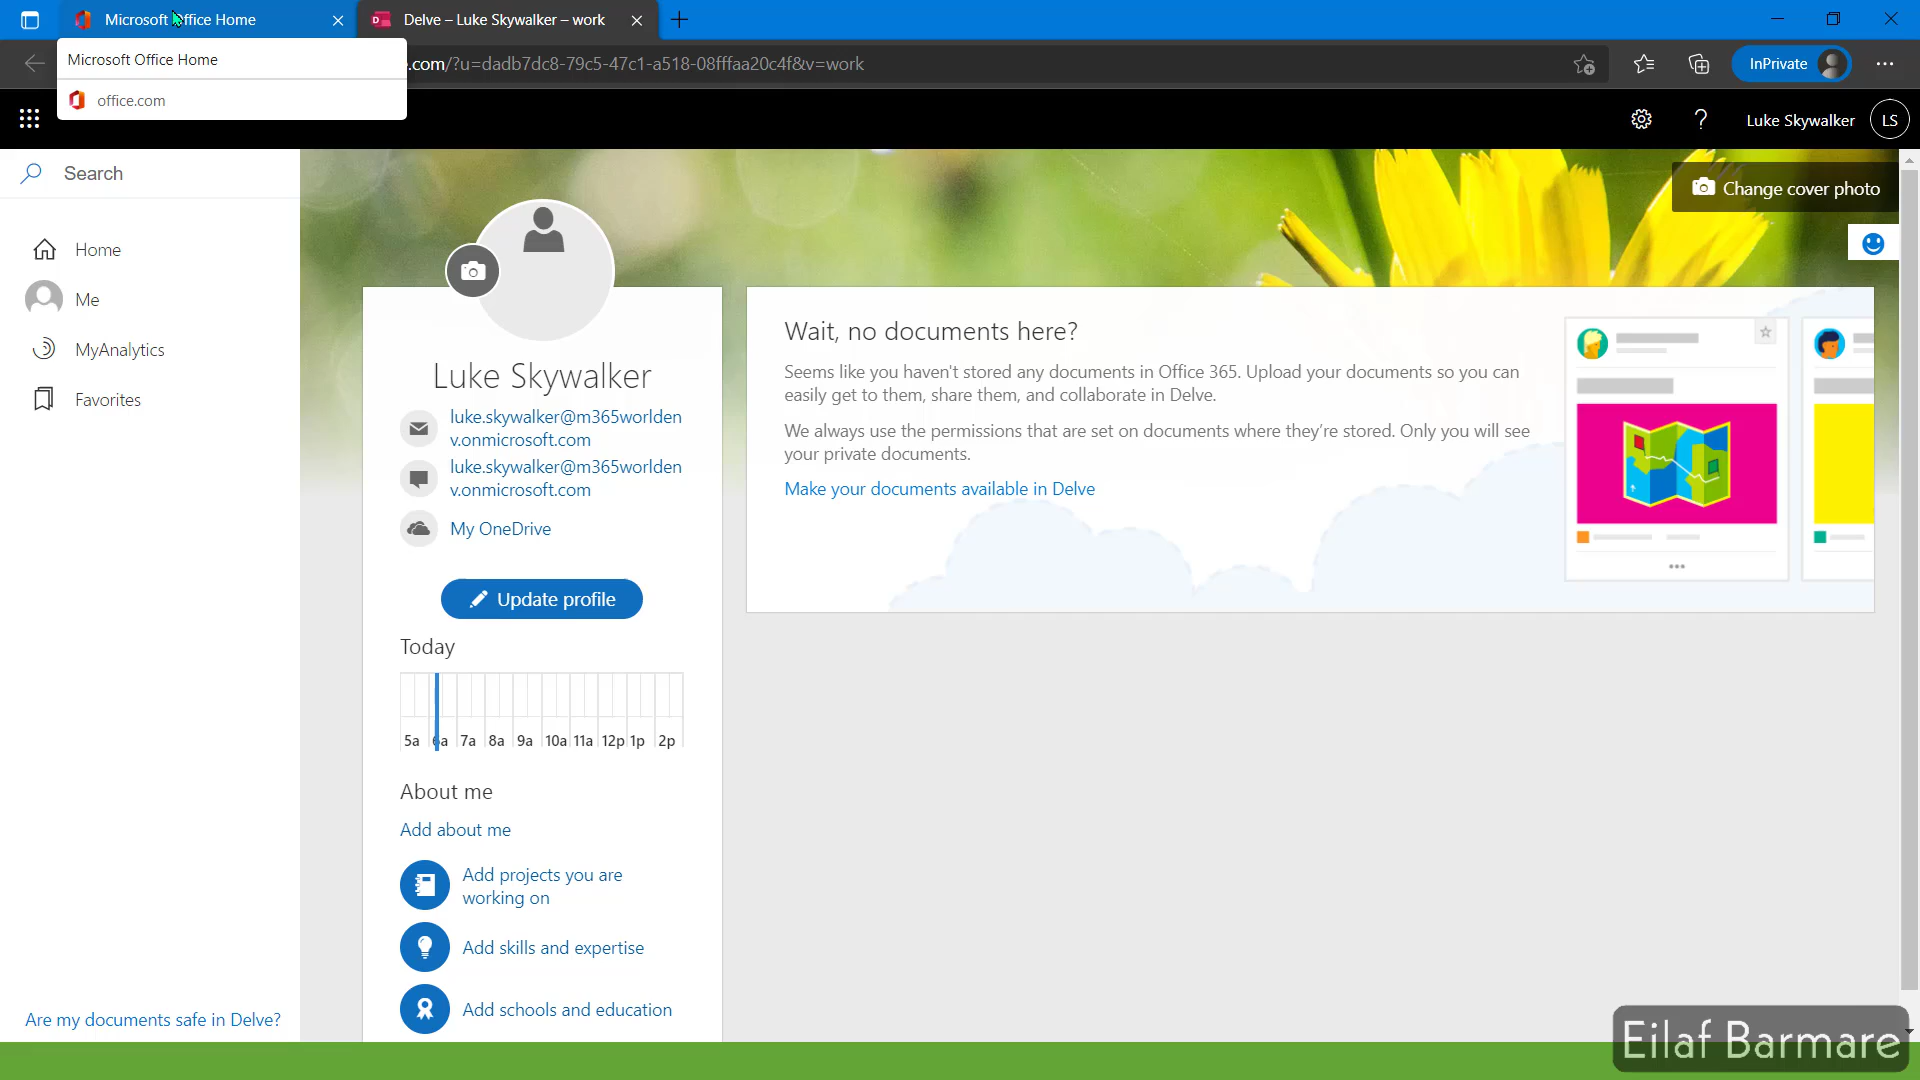 Microsoft Office Home
Delve – Luke Skywalker – work
Microsoft Office Home
office.com
.com/?u=dadb7dc8-79c5-47c1-a518-08fffaa20c4f&v=work
InPrivate
Luke Skywalker
LS
Search
Change cover photo
Home
Me
MyAnalytics
Favorites
Luke Skywalker
luke.skywalker@m365worlden
v.onmicrosoft.com
luke.skywalker@m365worlden
v.onmicrosoft.com
My OneDrive
Update profile
Today
5a 6a 7a 8a 9a 10a 11a 12p 1p 2p
About me
Add about me
Add projects you are
working on
Add skills and expertise
Add schools and education
Wait, no documents here?
Seems like you haven't stored any documents in Office 365. Upload your documents so you can
easily get to them, share them, and collaborate in Delve.
We always use the permissions that are set on documents where they're stored. Only you will see
your private documents.
Make your documents available in Delve
Are my documents safe in Delve?
Eilaf Barmare